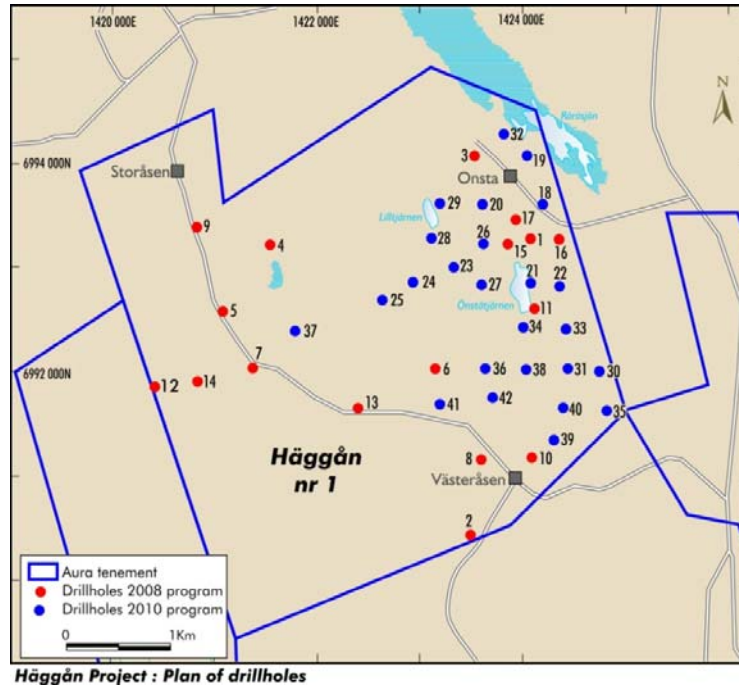 1420 000E
1422 000E
1424 000E
N
Rörösjön
32
6994 000N
3
19
Storåsen
Onsta
29
20
18
Lilltjärnen
17
9
28
26
1
4
15
16
23
24
27
21
22
25
Önstatjärnen
11
5
37
34
33
7
6
36
38
31
30
6992 000N
12
14
42
13
41
40
35
39
Häggån
nr 1
8
10
Västeråsen
2
Aura tenement
Drillholes 2008 program
Drillholes 2010 program
0
1Km
Häggån Project : Plan of drillholes